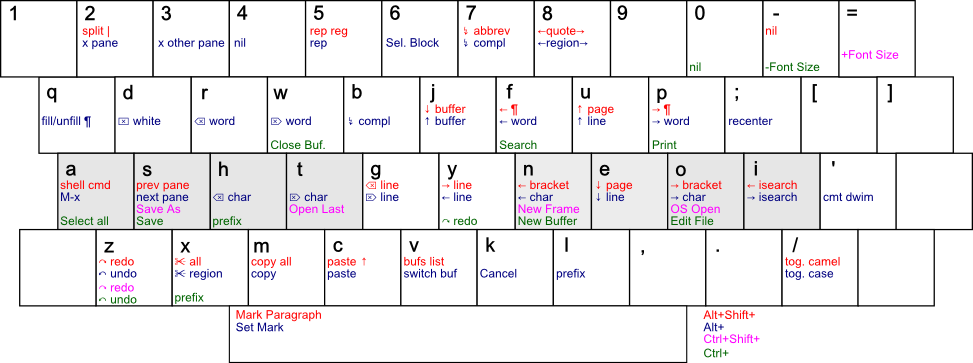 1 2 3 4 5 6 7 8 9 0 - =
split | rep reg ␣ abbrev ←quote→ nil
x pane x other pane nil rep Sel. Block compl ←region→
+Font Size
nil -Font Size
q d r w b j f u p ; [ ]
↓ buffer ← ¶ ↑ page → ¶
fill/unfill ¶ ⌧ white ⌫ word ⌦ word compl ↑ buffer ← word ↑ line → word recenter
Close Buf. Search Print
a s h t g y n e o i '
shell cmd prev pane ⌫ line → line ← bracket ↓ page → bracket ← isearch
M-x next pane ⌫ char ⌦ char ⌦ line ← line ← char ↓ line → char → isearch cmt dwim
Save As Open Last New Frame OS Open
Select all Save prefix ↷ redo New Buffer Edit File
z x m c v k l , . /
↷ redo ✂ all copy all paste ↑ bufs list tog. camel
↶ undo ✂ region copy paste switch buf Cancel prefix tog. case
↷ redo
↶ undo prefix
Mark Paragraph Alt+Shift+
Set Mark Alt+
Ctrl+Shift+
Ctrl+